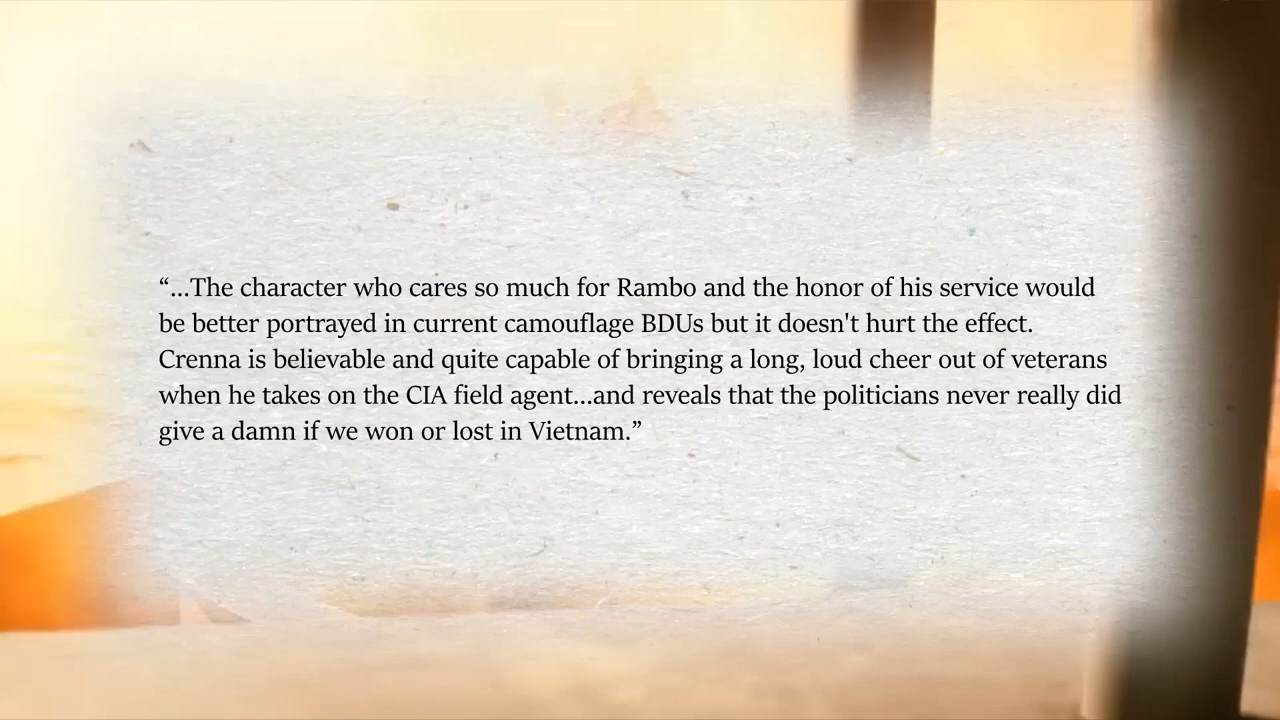 “...The character who cares so much for Rambo and the honor of his service would
be better portrayed in current camouflage BDUs but it doesn't hurt the effect.
Crenna is believable and quite capable of bringing a long, loud cheer out of veterans
when he takes on the CIA field agent...and reveals that the politicians never really did
give a damn if we won or lost in Vietnam.”